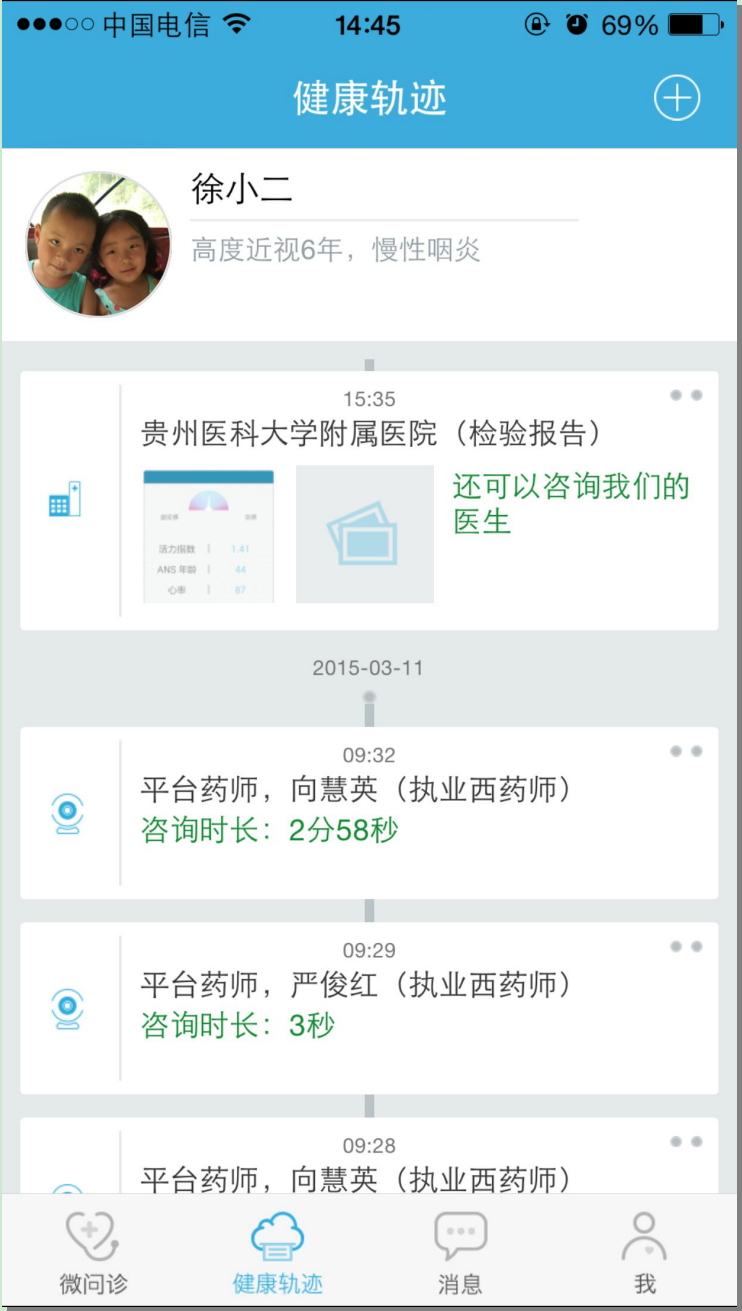 中国电信 14:45 69%
健康轨迹
徐小二
高度近视6年，慢性咽炎
15:35
贵州医科大学附属医院（检验报告）
还可以咨询我们的
医生
活力指数 1.41
ANS 年龄 44
心率 87
2015-03-11
09:32
平台药师，向慧英（执业西药师）
咨询时长：2分58秒
09:29
平台药师，严俊红（执业西药师）
咨询时长：3秒
09:28
平台药师，向慧英（执业西药师）
微问诊 健康轨迹 消息 我